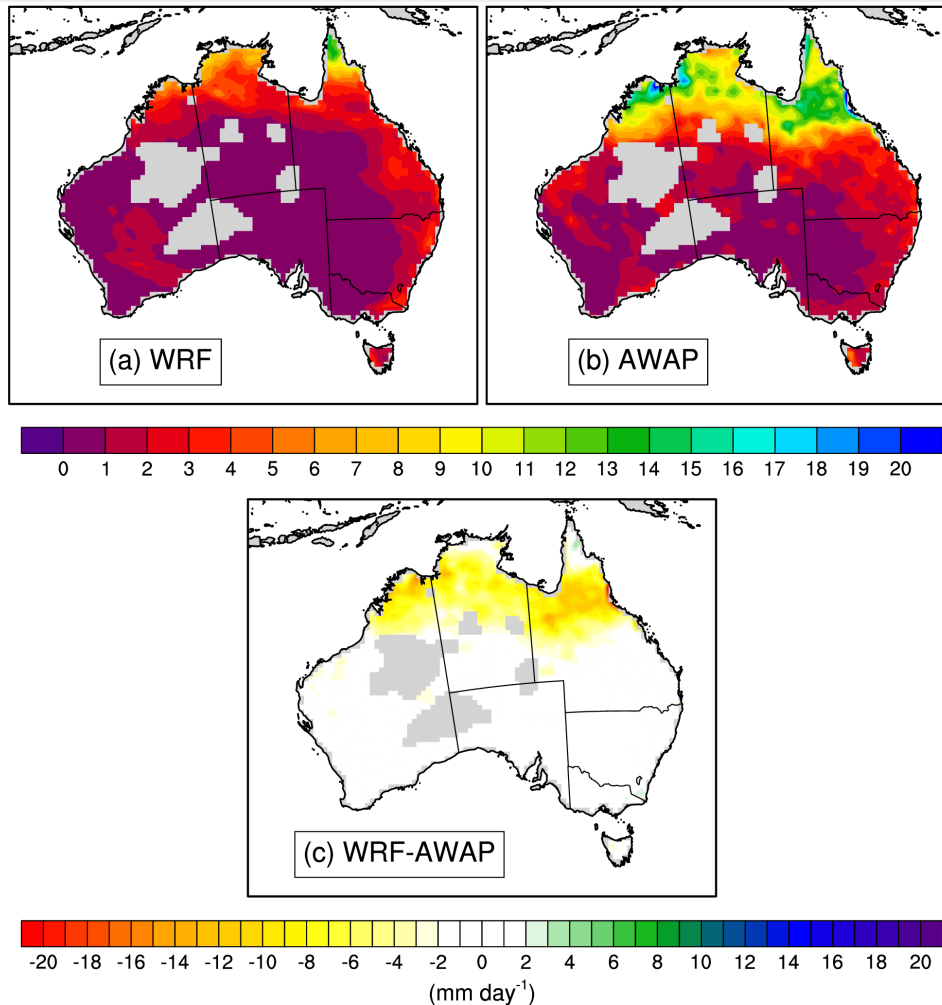 (a) WRF
(b) AWAP
0 1 2 3 4 5 6 7 8 9 10 11 12 13 14 15 16 17 18 19 20
(c) WRF-AWAP
-20 -18 -16 -14 -12 -10 -8 -6 -4 -2 0 2 4 6 8 10 12 14 16 18 20
(mm day⁻¹)